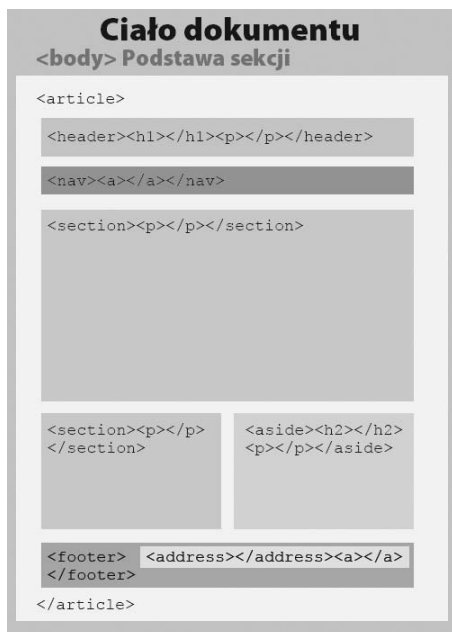 Ciało dokumentu
<body> Podstawa sekcji
<article>
<header><h1></h1><p></p></header>
<nav><a></a></nav>
<section><p></p></section>
<section><p></p>
</section>
<aside><h2></h2>
<p></p></aside>
<footer> <address></address><a></a>
</footer>
</article>